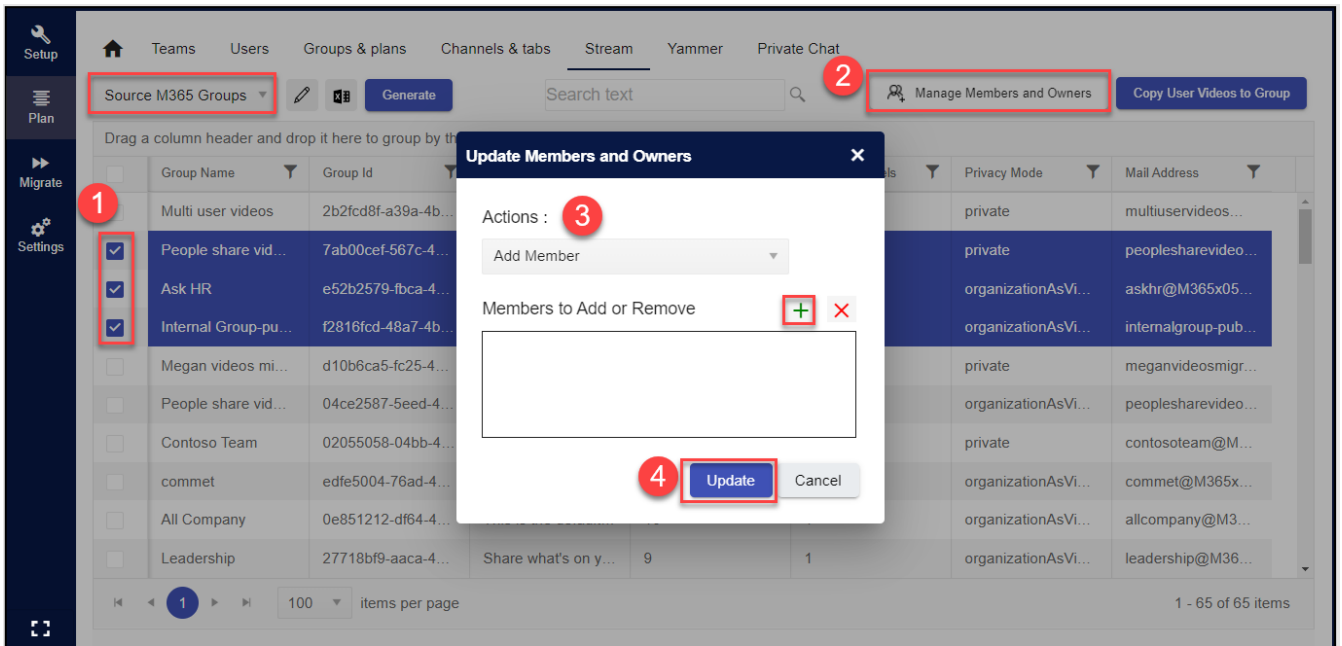 Setup
Plan
Migrate
Settings
Teams Users Groups & plans Channels & tabs Stream Yammer Private Chat
Source M365 Groups Generate Search text 2 Manage Members and Owners Copy User Videos to Group
Drag a column header and drop it here to group by th
Group Name Group Id els Privacy Mode Mail Address
1
Multi user videos 2b2fcd8f-a39a-4b... private multiuservideos...
People share vid... 7ab00cef-567c-4... private peoplesharevideo...
Ask HR e52b2579-fbca-4... organizationAsVi... askhr@M365x05...
Internal Group-pu... f2816fcd-48a7-4b... organizationAsVi... internalgroup-pub...
Megan videos mi... d10b6ca5-fc25-4... private meganvideosmigr...
People share vid... 04ce2587-5eed-4... organizationAsVi... peoplesharevideo...
Contoso Team 02055058-04bb-4... private contosoteam@M...
commet edfe5004-76ad-4... organizationAsVi... commet@M365x...
All Company 0e851212-df64-4... organizationAsVi... allcompany@M3...
Leadership 27718bf9-aaca-4... Share what's on y... 9 1 organizationAsVi... leadership@M36...
1 100 items per page 1 - 65 of 65 items
Update Members and Owners
Actions : 3
Add Member
Members to Add or Remove
4 Update Cancel